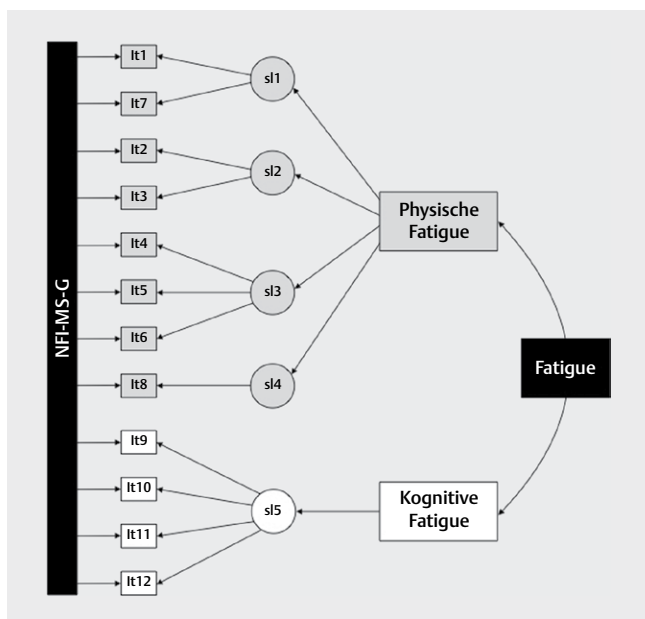 NFI-MS-G
It1
It7
It2
It3
It4
It5
It6
It8
It9
It10
It11
It12
sl1
sl2
sl3
sl4
sl5
Physische
Fatigue
Kognitive
Fatigue
Fatigue